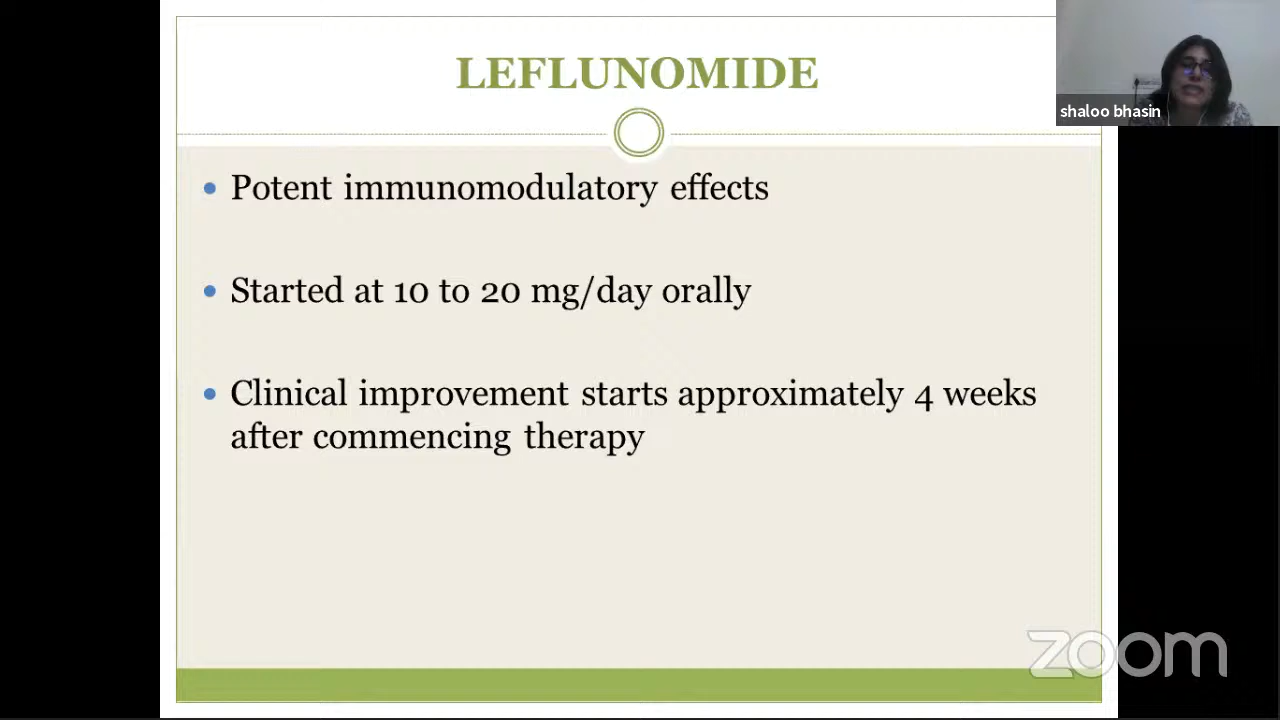 LEFLUNOMIDE
shaloo bhasin
• Potent immunomodulatory effects
• Started at 10 to 20 mg/day orally
• Clinical improvement starts approximately 4 weeks
after commencing therapy
zoom